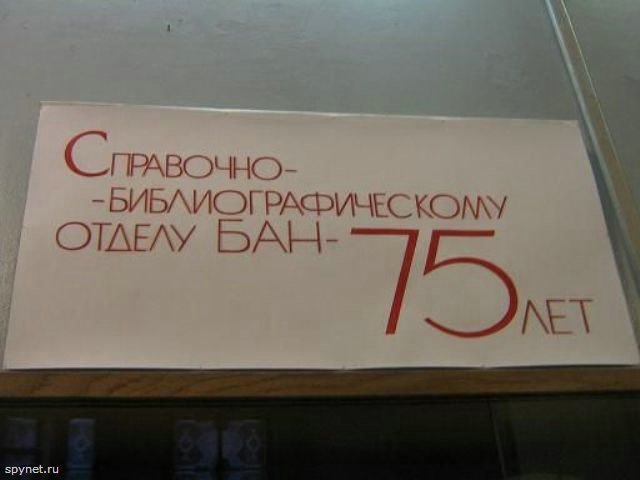 Справочно-
-библиографическому
отделу БАН-
75 лет
spynet.ru